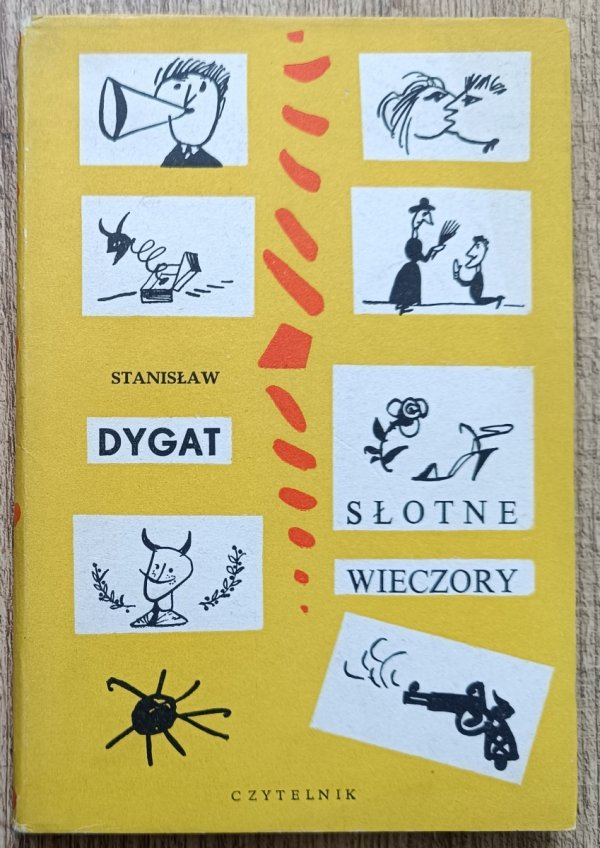 STANISŁAW
DYGAT
SŁOTNE
WIECZORY
CZYTELNIK